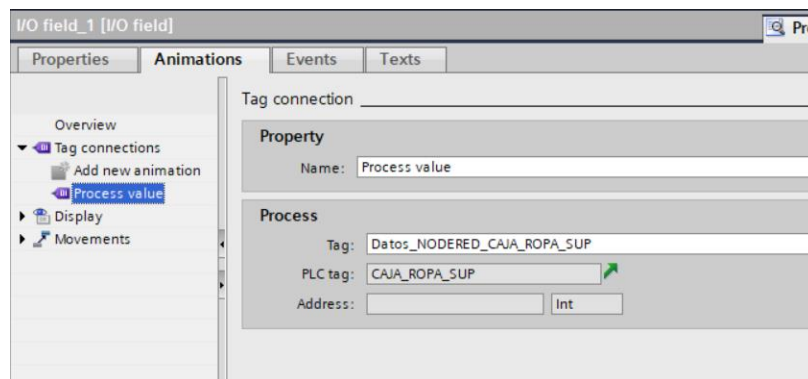 I/O field_1 [I/O field]
Properties Animations Events Texts
Tag connection
Overview
Tag connections
Add new animation
Process value
Display
Movements
Property
Name: Process value
Process
Tag: Datos_NODERED_CAJA_ROPA_SUP
PLC tag: CAJA_ROPA_SUP
Address: Int